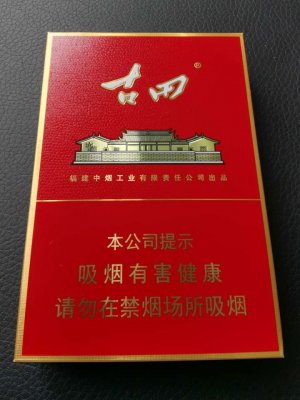 古田®
福建中烟工业有限责任公司出品
本公司提示
吸烟有害健康
请勿在禁烟场所吸烟